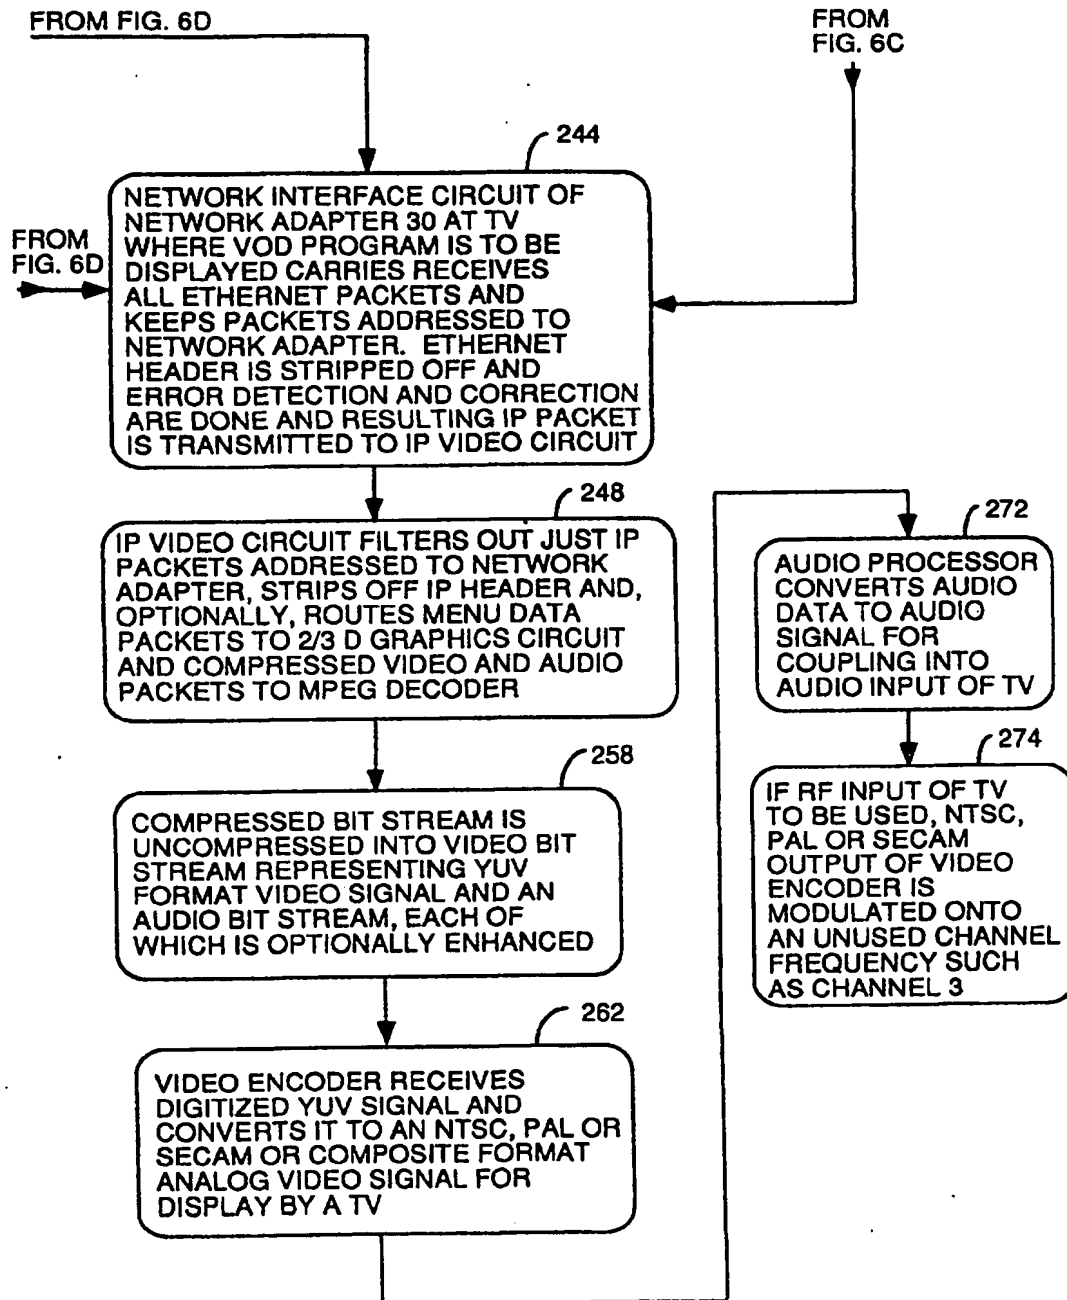 FROM FIG. 6D
FROM
FIG. 6C
244
NETWORK INTERFACE CIRCUIT OF
NETWORK ADAPTER 30 AT TV
WHERE VOD PROGRAM IS TO BE
DISPLAYED CARRIES RECEIVES
ALL ETHERNET PACKETS AND
KEEPS PACKETS ADDRESSED TO
NETWORK ADAPTER. ETHERNET
HEADER IS STRIPPED OFF AND
ERROR DETECTION AND CORRECTION
ARE DONE AND RESULTING IP PACKET
IS TRANSMITTED TO IP VIDEO CIRCUIT
FROM
FIG. 6D
248
IP VIDEO CIRCUIT FILTERS OUT JUST IP
PACKETS ADDRESSED TO NETWORK
ADAPTER, STRIPS OFF IP HEADER AND,
OPTIONALLY, ROUTES MENU DATA
PACKETS TO 2/3 D GRAPHICS CIRCUIT
AND COMPRESSED VIDEO AND AUDIO
PACKETS TO MPEG DECODER
258
COMPRESSED BIT STREAM IS
UNCOMPRESSED INTO VIDEO BIT
STREAM REPRESENTING YUV
FORMAT VIDEO SIGNAL AND AN
AUDIO BIT STREAM, EACH OF
WHICH IS OPTIONALLY ENHANCED
262
VIDEO ENCODER RECEIVES
DIGITIZED YUV SIGNAL AND
CONVERTS IT TO AN NTSC, PAL OR
SECAM OR COMPOSITE FORMAT
ANALOG VIDEO SIGNAL FOR
DISPLAY BY A TV
272
AUDIO PROCESSOR
CONVERTS AUDIO
DATA TO AUDIO
SIGNAL FOR
COUPLING INTO
AUDIO INPUT OF TV
274
IF RF INPUT OF TV
TO BE USED, NTSC,
PAL OR SECAM
OUTPUT OF VIDEO
ENCODER IS
MODULATED ONTO
AN UNUSED CHANNEL
FREQUENCY SUCH
AS CHANNEL 3